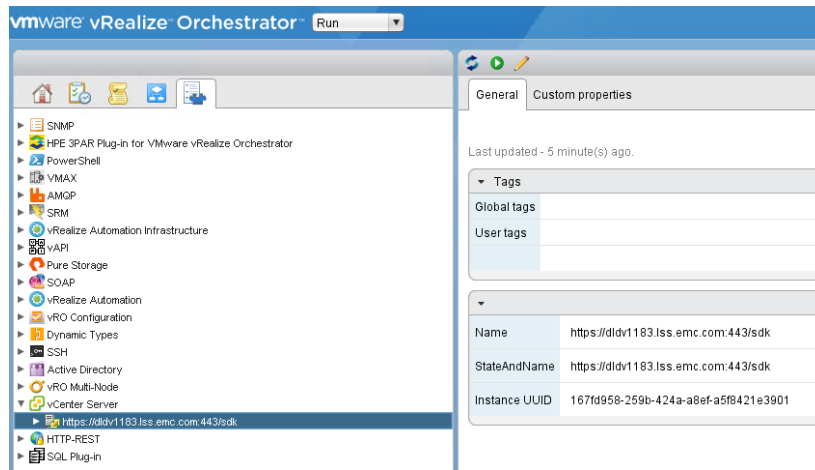 vmware vRealize™ Orchestrator™ Run
General Custom properties
Last updated - 5 minute(s) ago.
Tags
Global tags
User tags
Name https://dldv1183.lss.emc.com:443/sdk
StateAndName https://dldv1183.lss.emc.com:443/sdk
Instance UUID 167fd958-259b-424a-a8ef-a5f8421e3901
SNMP
HPE 3PAR Plug-in for VMware vRealize Orchestrator
PowerShell
VMAX
AMQP
SRM
vRealize Automation Infrastructure
vAPI
Pure Storage
SOAP
vRealize Automation
vRO Configuration
Dynamic Types
SSH
Active Directory
vRO Multi-Node
vCenter Server
https://dldv1183.lss.emc.com:443/sdk
HTTP-REST
SQL Plug-in